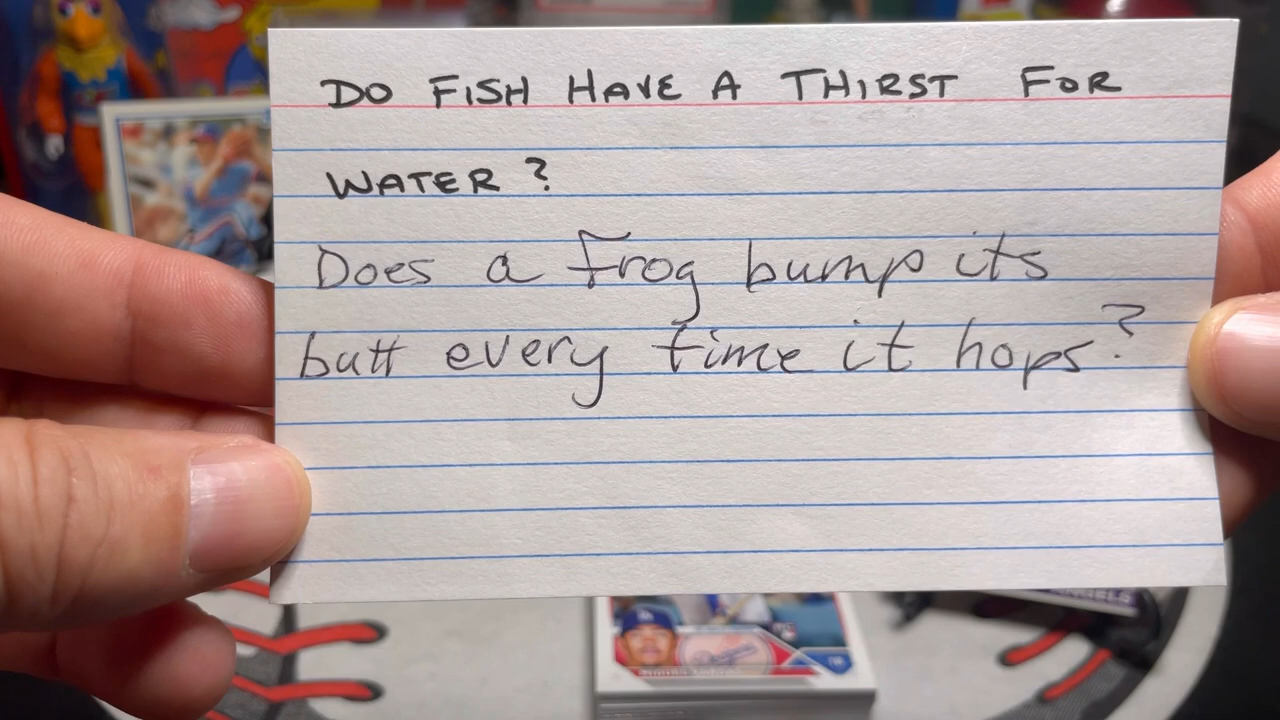 DO FISH HAVE A THIRST FOR
WATER?
Does a frog bump its
butt every time it hops?